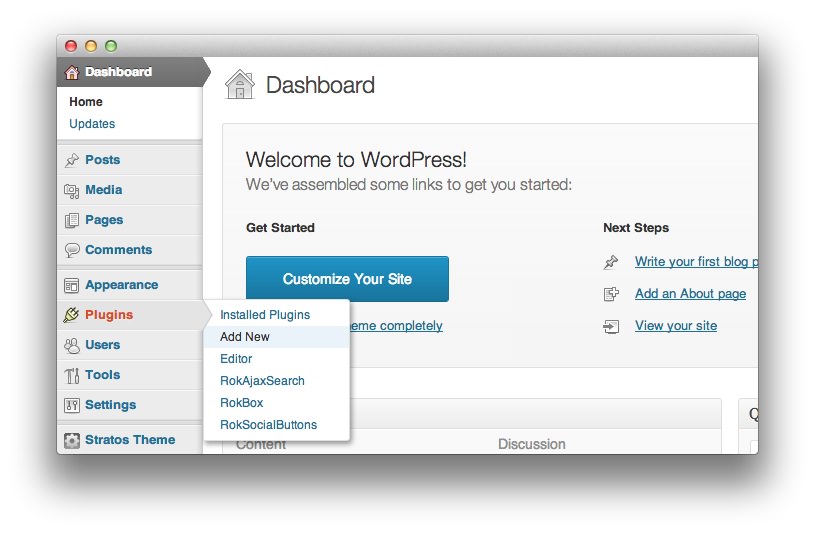 Dashboard
Home
Updates
Posts
Media
Pages
Comments
Appearance
Plugins
Users
Tools
Settings
Stratos Theme
Installed Plugins
Add New
Editor
RokAjaxSearch
RokBox
RokSocialButtons
Dashboard
Welcome to WordPress!
We've assembled some links to get you started:
Get Started
Customize Your Site
eme completely
Next Steps
Write your first blog p
Add an About page
View your site
Content
Discussion
Q